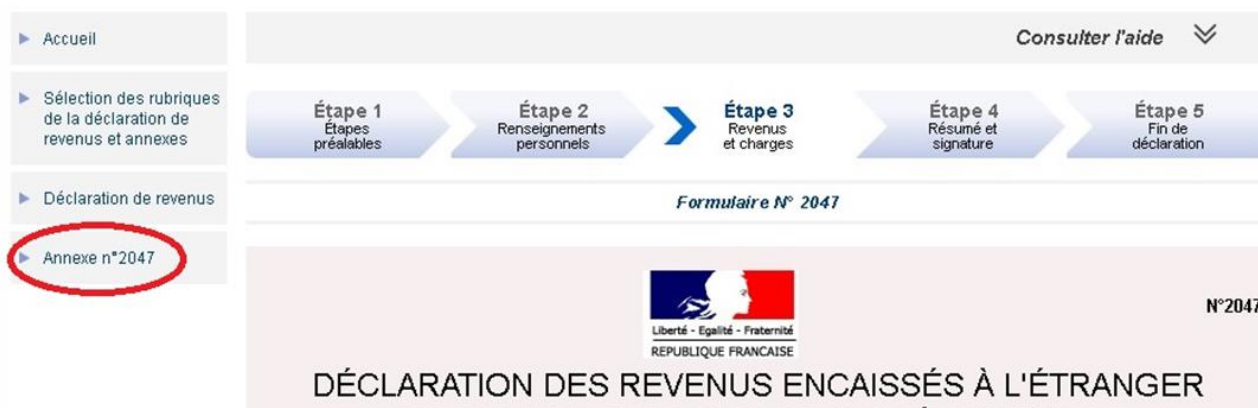 Accueil
Sélection des rubriques
de la déclaration de
revenus et annexes
Déclaration de revenus
Annexe n°2047
Consulter l'aide
Étape 1
Étapes
préalables
Étape 2
Renseignements
personnels
Étape 3
Revenus
et charges
Étape 4
Résumé et
signature
Étape 5
Fin de
déclaration
Formulaire N° 2047
Liberté - Egalité - Fraternité
REPUBLIQUE FRANCAISE
N°2047
DÉCLARATION DES REVENUS ENCAISSÉS À L'ÉTRANGER